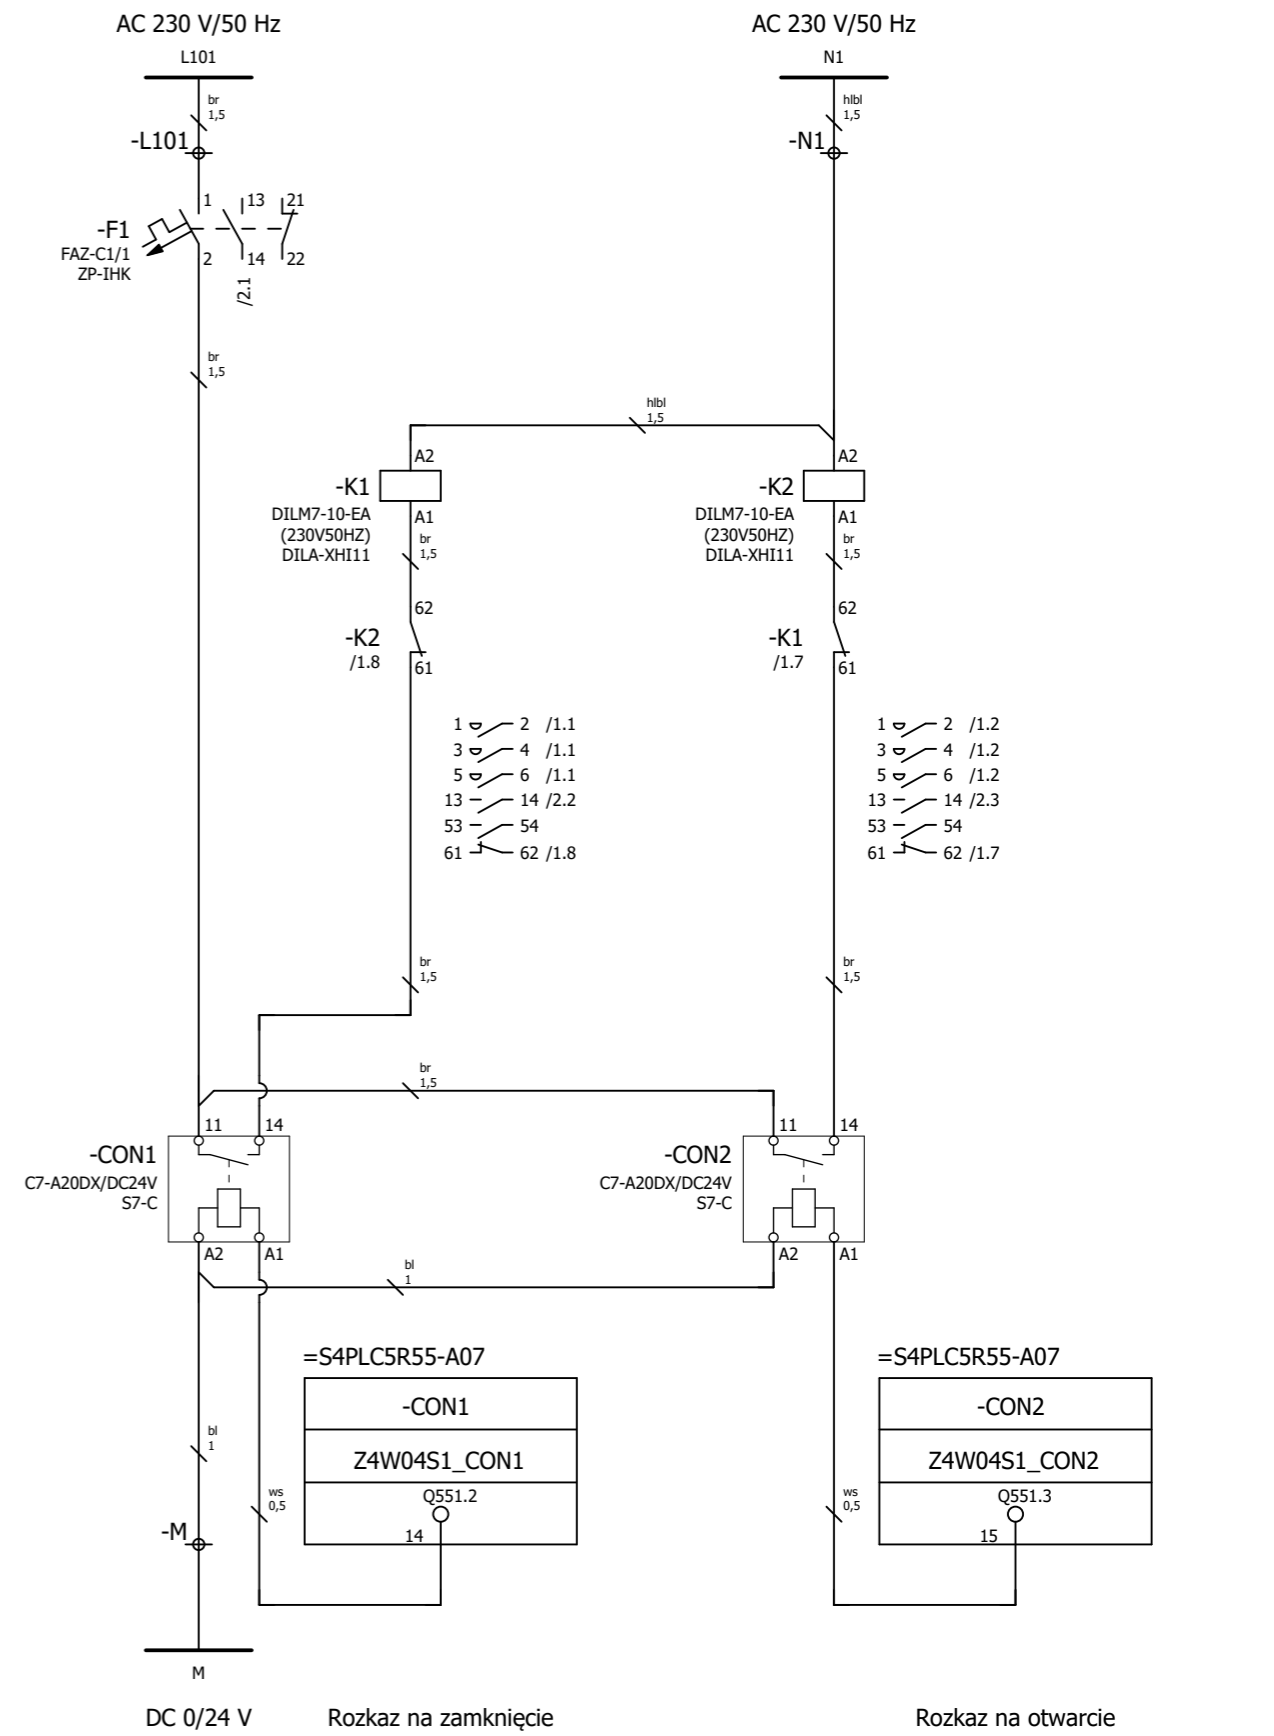 AC 230 V/50 Hz
AC 230 V/50 Hz
L101
N1
br
1,5
hlbl
1,5
-L101
-N1
1
13
21
-F1
FAZ-C1/1
ZP-IHK
2
14
22
/2.1
br
1,5
hlbl
1,5
A2
A2
-K1
-K2
DILM7-10-EA
(230V50HZ)
DILA-XHI11
DILM7-10-EA
(230V50HZ)
DILA-XHI11
A1
A1
br
1,5
br
1,5
62
62
-K2
/1.8
-K1
/1.7
61
61
1 2 /1.1
3 4 /1.1
5 6 /1.1
13 14 /2.2
53 54
61 62 /1.8
1 2 /1.2
3 4 /1.2
5 6 /1.2
13 14 /2.3
53 54
61 62 /1.7
br
1,5
br
1,5
br
1,5
11
14
11
14
-CON1
C7-A20DX/DC24V
S7-C
-CON2
C7-A20DX/DC24V
S7-C
A2
A1
A2
A1
bl
1
=S4PLC5R55-A07
=S4PLC5R55-A07
-CON1
-CON2
Z4W04S1_CON1
Z4W04S1_CON2
bl
1
ws
0,5
Q551.2
14
ws
0,5
Q551.3
15
-M
M
DC 0/24 V
Rozkaz na zamknięcie
Rozkaz na otwarcie